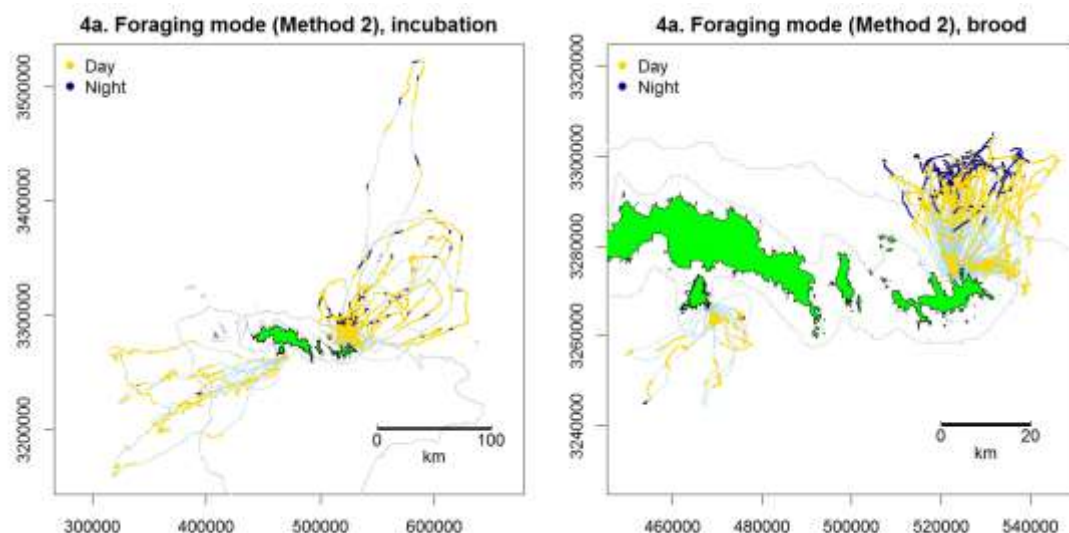 4a. Foraging mode (Method 2), incubation
Day
Night
3500000
3400000
3300000
3200000
0 100
km
300000 400000 500000 600000
4a. Foraging mode (Method 2), brood
Day
Night
3320000
3300000
3280000
3260000
3240000
0 20
km
460000 480000 500000 520000 540000